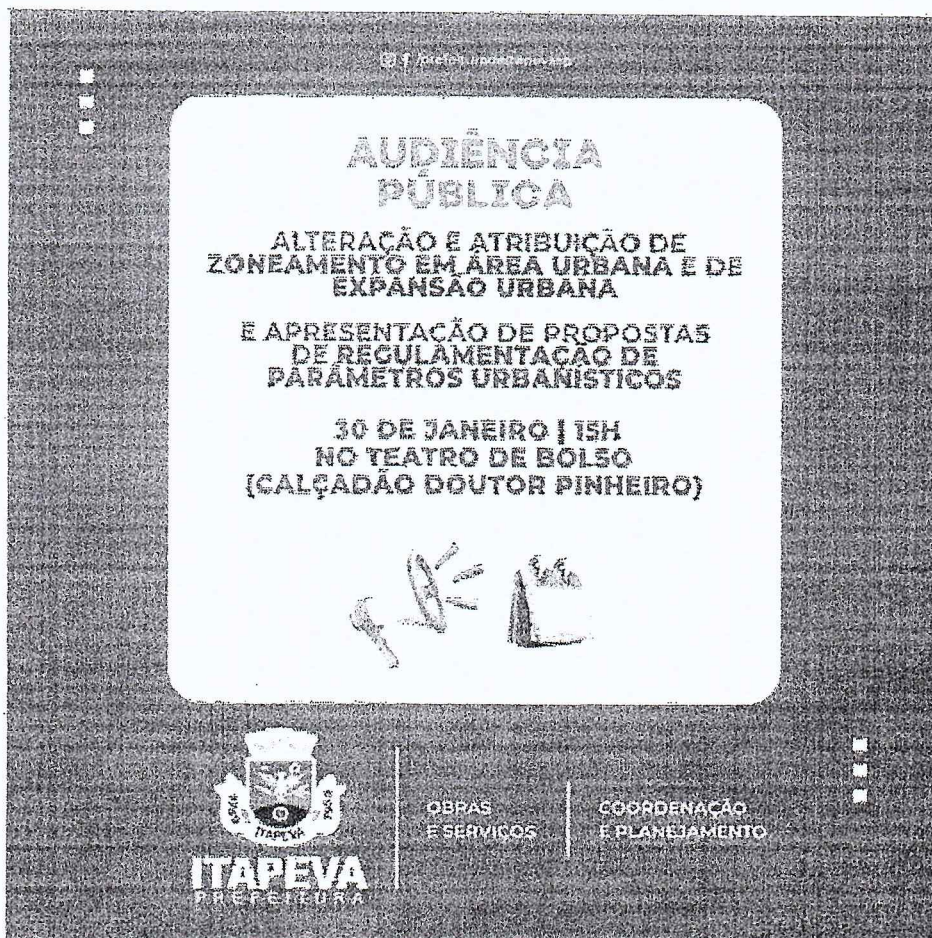 /prefeituradeitapevasp
AUDIÊNCIA
PÚBLICA
ALTERAÇÃO E ATRIBUIÇÃO DE
ZONEAMENTO EM ÁREA URBANA E DE
EXPANSÃO URBANA
E APRESENTAÇÃO DE PROPOSTAS
DE REGULAMENTAÇÃO DE
PARÂMETROS URBANÍSTICOS
30 DE JANEIRO | 15H
NO TEATRO DE BOLSO
(CALÇADÃO DOUTOR PINHEIRO)
ITAPEVA
ITAPEVA
PREFEITURA
OBRAS
E SERVIÇOS
COORDENAÇÃO
E PLANEJAMENTO